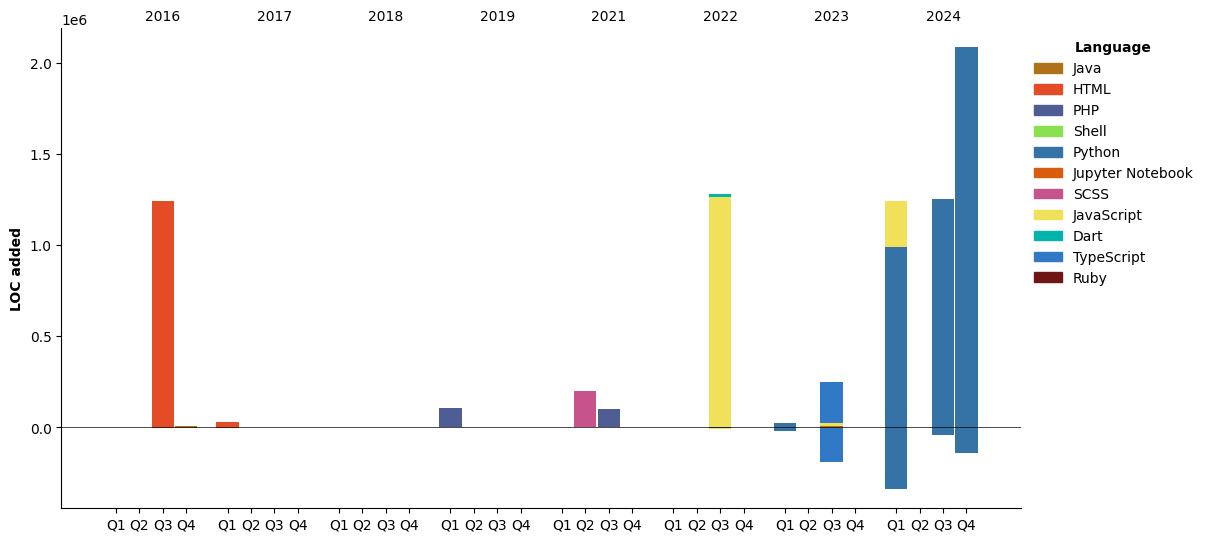 2016 2017 2018 2019 2021 2022 2023 2024
1e6
2.0
1.5
1.0
0.5
0.0
LOC added
Q1 Q2 Q3 Q4 Q1 Q2 Q3 Q4 Q1 Q2 Q3 Q4 Q1 Q2 Q3 Q4 Q1 Q2 Q3 Q4 Q1 Q2 Q3 Q4 Q1 Q2 Q3 Q4 Q1 Q2 Q3 Q4
Language
Java
HTML
PHP
Shell
Python
Jupyter Notebook
SCSS
JavaScript
Dart
TypeScript
Ruby